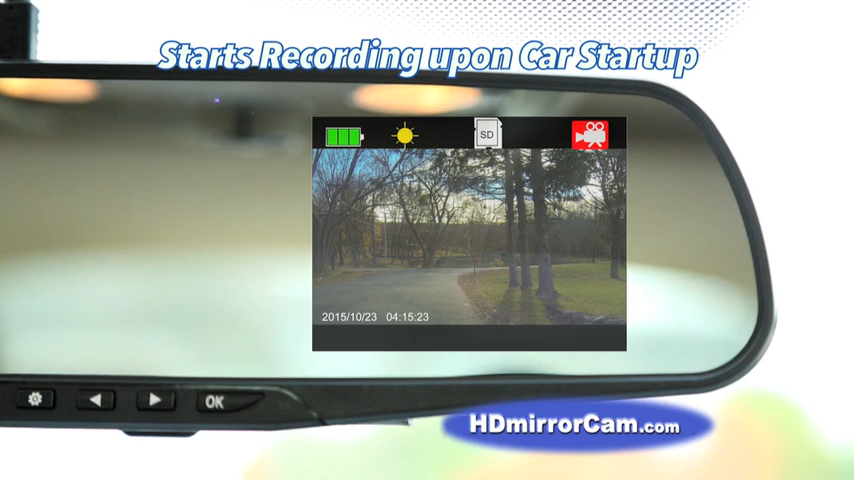 Starts Recording upon Car Startup
SD
2015/10/23 04:15:23
OK
HDmirrorCam.com